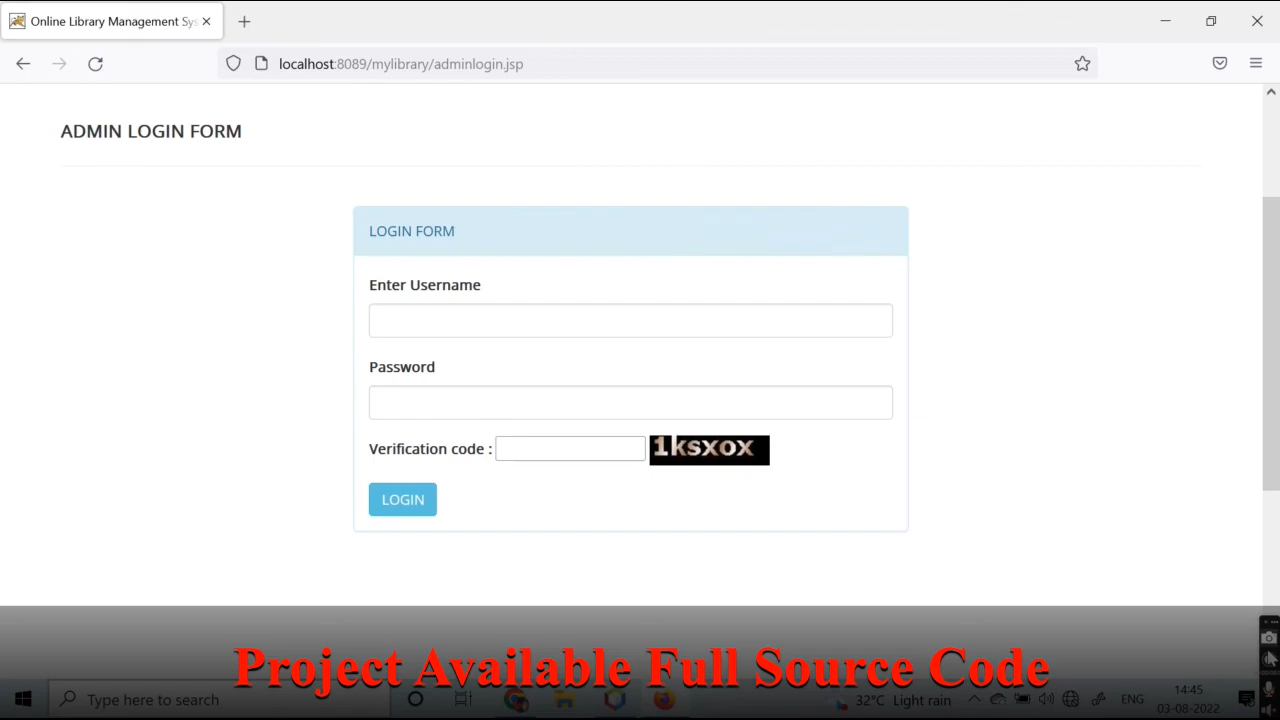 Online Library Management Sys
localhost:8089/mylibrary/adminlogin.jsp
ADMIN LOGIN FORM
LOGIN FORM
Enter Username
Password
Verification code :
1ksxox
LOGIN
Project Available Full Source Code
Type here to search
32°C Light rain
ENG
14:45
03-08-2022